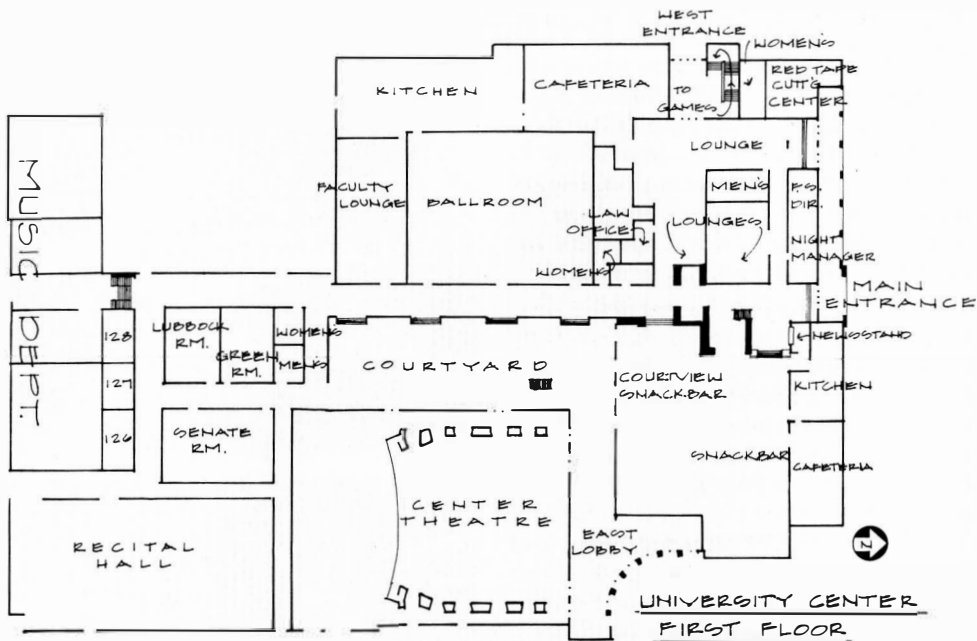 WEST
ENTRANCE
WOMENS
KITCHEN
CAFETERIA
TO
GAMES
RED TAPE
CUTT'G
CENTER
LOUNGE
MUSIC DEPT.
FACULTY
LOUNGE
BALLROOM
LAW
OFFICE
WOMENS
MEN'S
LOUNGES
P.S.
DIR.
NIGHT
MANAGER
MAIN
ENTRANCE
NEWSSTAND
128
127
126
LUBBOCK
RM.
GREEN
RM.
WOMENS
MENS
COURTYARD
COURTVIEW
SNACKBAR
KITCHEN
SENATE
RM.
SNACKBAR
CAFETERIA
CENTER
THEATRE
RECITAL
HALL
EAST
LOBBY
N
UNIVERSITY CENTER
FIRST FLOOR